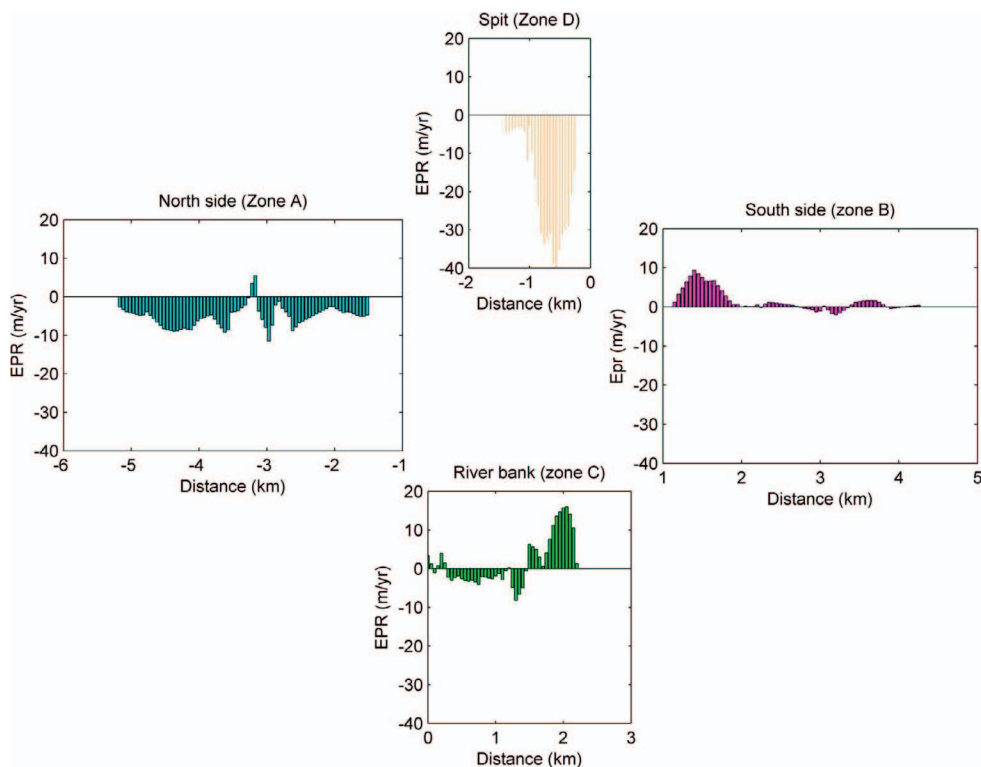 Spit (Zone D)
20
10
0
-10
-20
-30
-40
EPR (m/yr)
-2 -1 0
Distance (km)
North side (Zone A)
20
10
0
-10
-20
-30
-40
EPR (m/yr)
-6 -5 -4 -3 -2 -1
Distance (km)
South side (zone B)
20
10
0
-10
-20
-30
-40
Epr (m/yr)
1 2 3 4 5
Distance (km)
River bank (zone C)
20
10
0
-10
-20
-30
-40
EPR (m/yr)
0 1 2 3
Distance (km)